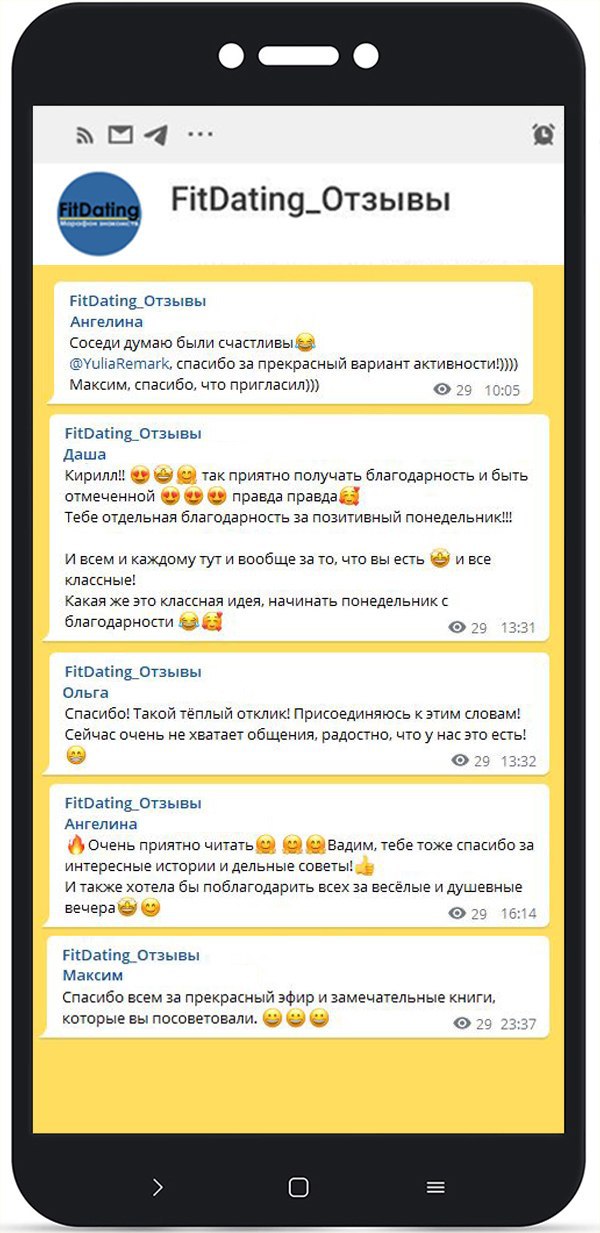 FitDating
Марафон знакомств
FitDating_Отзывы
FitDating_Отзывы
Ангелина
Соседи думаю были счастливы😂
@YuliaRemark, спасибо за прекрасный вариант активности!))))
Максим, спасибо, что пригласил)))
29 10:05
FitDating_Отзывы
Даша
Кирилл!! 😍🤩🤗 так приятно получать благодарность и быть
отмеченной 😍😍😍 правда правда🥰
Тебе отдельная благодарность за позитивный понедельник!!!
И всем и каждому тут и вообще за то, что вы есть 🤩 и все
классные!
Какая же это классная идея, начинать понедельник с
благодарности 😂🥰
29 13:31
FitDating_Отзывы
Ольга
Спасибо! Такой тёплый отклик! Присоединяюсь к этим словам!
Сейчас очень не хватает общения, радостно, что у нас это есть!
😁
29 13:32
FitDating_Отзывы
Ангелина
🔥Очень приятно читать🤗 🤗🤗Вадим, тебе тоже спасибо за
интересные истории и дельные советы!👍
И также хотела бы поблагодарить всех за весёлые и душевные
вечера🤩😊
29 16:14
FitDating_Отзывы
Максим
Спасибо всем за прекрасный эфир и замечательные книги,
которые вы посоветовали. 😀😀😀
29 23:37